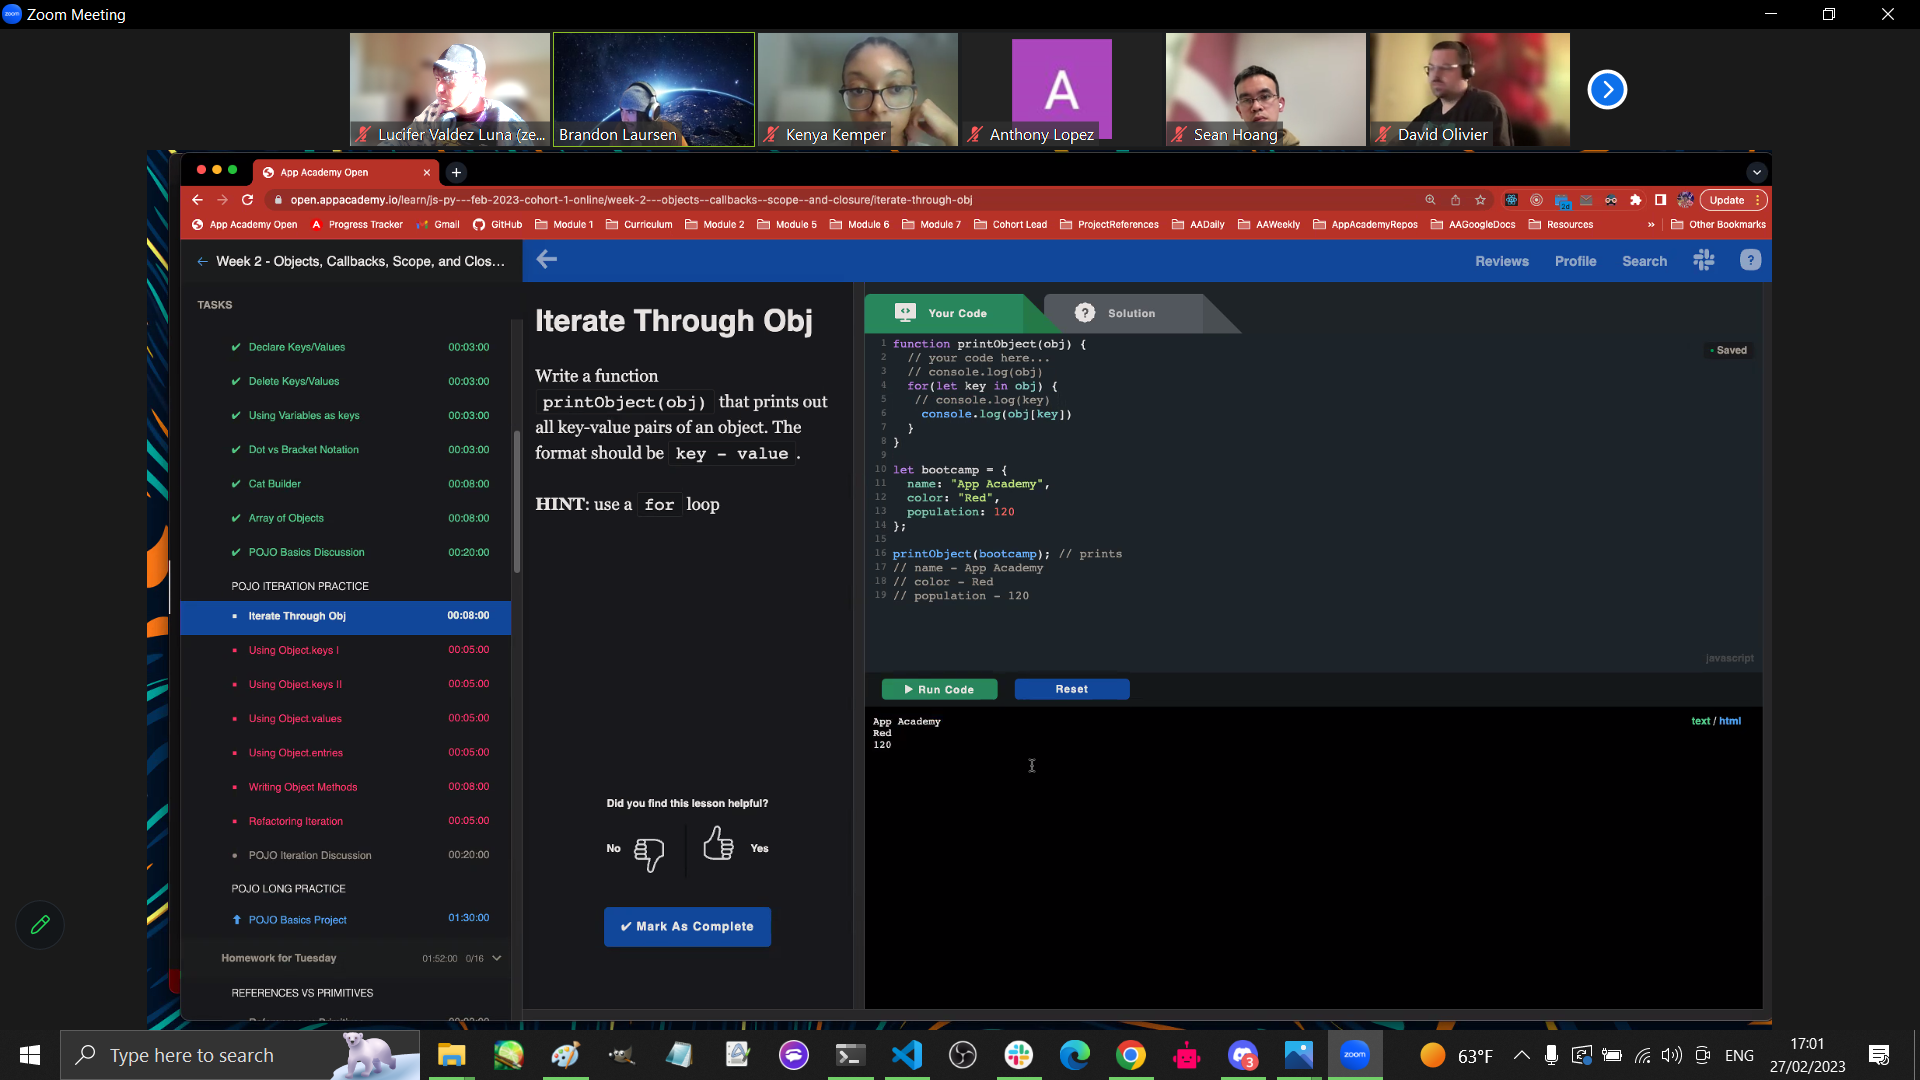 Zoom Meeting
Lucifer Valdez Luna (ze...
Brandon Laursen
Kenya Kemper
A
Anthony Lopez
Sean Hoang
David Olivier
App Academy Open
open.appacademy.io/learn/js-py---feb-2023-cohort-1-online/week-2---objects--callbacks--scope--and-closure/iterate-through-obj
Update
App Academy Open
Progress Tracker
Gmail
GitHub
Module 1
Curriculum
Module 2
Module 5
Module 6
Module 7
Cohort Lead
ProjectReferences
AADaily
AAWeekly
AppAcademyRepos
AAGoogleDocs
Resources
»
Other Bookmarks
Week 2 - Objects, Callbacks, Scope, and Clos...
Reviews
Profile
Search
?
TASKS
Declare Keys/Values 00:03:00
Delete Keys/Values 00:03:00
Using Variables as keys 00:03:00
Dot vs Bracket Notation 00:03:00
Cat Builder 00:08:00
Array of Objects 00:08:00
POJO Basics Discussion 00:20:00
POJO ITERATION PRACTICE
Iterate Through Obj 00:08:00
Using Object.keys I 00:05:00
Using Object.keys II 00:05:00
Using Object.values 00:05:00
Using Object.entries 00:05:00
Writing Object Methods 00:08:00
Refactoring Iteration 00:05:00
POJO Iteration Discussion 00:20:00
POJO LONG PRACTICE
POJO Basics Project 01:30:00
Homework for Tuesday 01:52:00 0/16
REFERENCES VS PRIMITIVES
Iterate Through Obj
Write a function
printObject(obj) that prints out
all key-value pairs of an object. The
format should be key - value .
HINT: use a for loop
Did you find this lesson helpful?
No
Yes
✔ Mark As Complete
Your Code
? Solution
Saved
1 function printObject(obj) {
2 // your code here...
3 // console.log(obj)
4 for(let key in obj) {
5 // console.log(key)
6 console.log(obj[key])
7 }
8 }
9
10 let bootcamp = {
11 name: "App Academy",
12 color: "Red",
13 population: 120
14 };
15
16 printObject(bootcamp); // prints
17 // name - App Academy
18 // color - Red
19 // population - 120
javascript
Run Code
Reset
App Academy
Red
120
text / html
Type here to search
3
zoom
63°F
ENG
17:01
27/02/2023